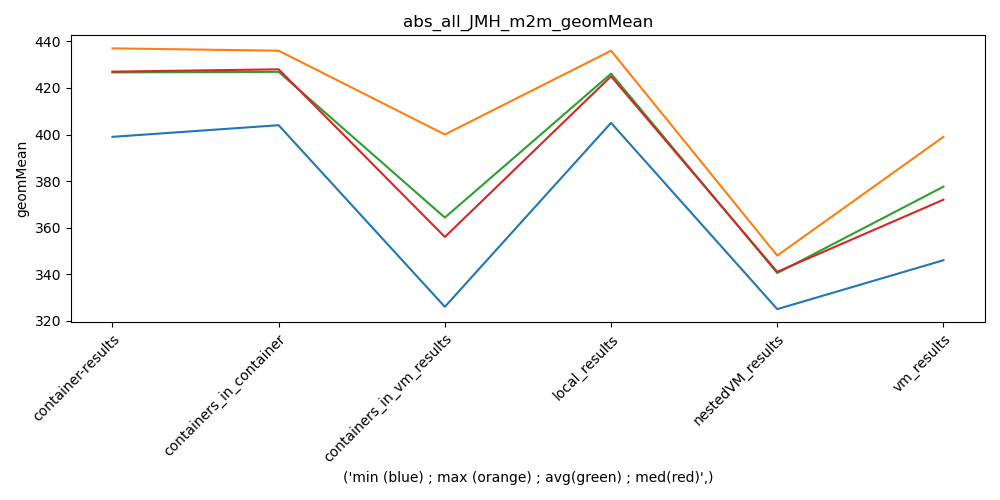 abs_all_JMH_m2m_geomMean
440
420
400
380
360
340
320
geomMean
container-results
containers_in_container
containers_in_vm_results
local_results
nestedVM_results
vm_results
('min (blue) ; max (orange) ; avg(green) ; med(red)',)